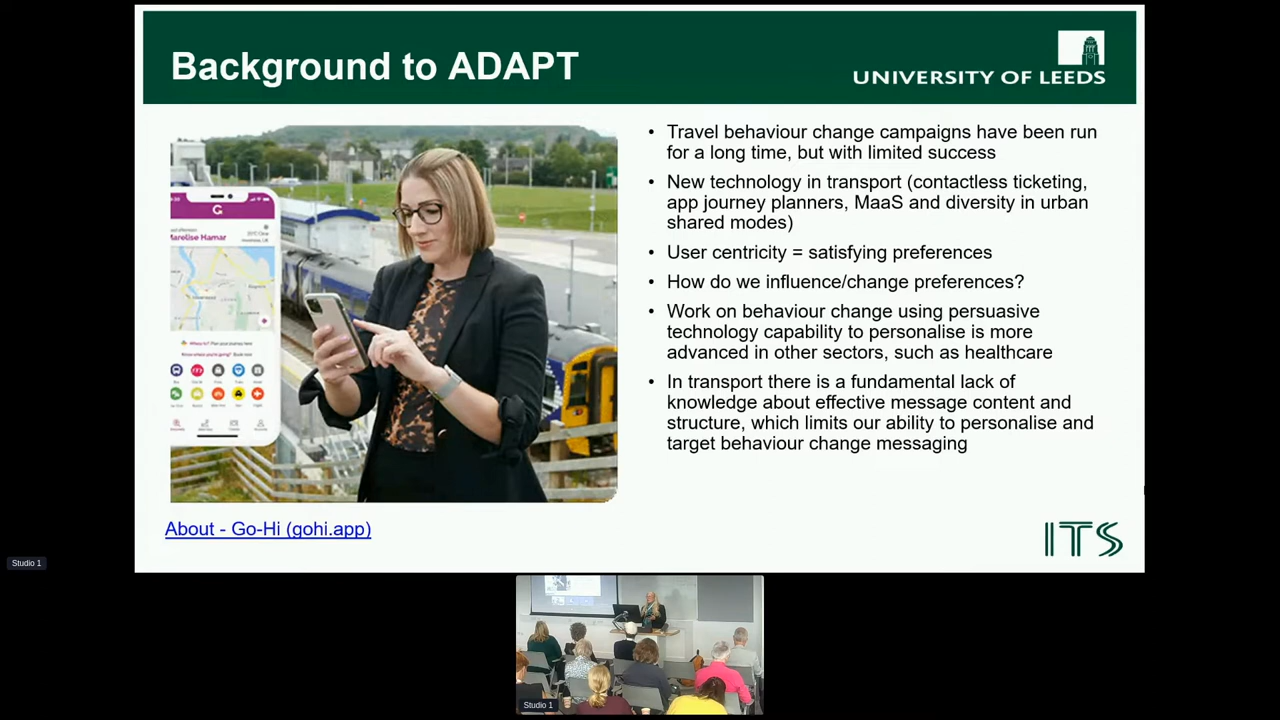 Background to ADAPT
UNIVERSITY OF LEEDS
Travel behaviour change campaigns have been run
for a long time, but with limited success
New technology in transport (contactless ticketing,
app journey planners, MaaS and diversity in urban
shared modes)
User centricity = satisfying preferences
How do we influence/change preferences?
Work on behaviour change using persuasive
technology capability to personalise is more
advanced in other sectors, such as healthcare
In transport there is a fundamental lack of
knowledge about effective message content and
structure, which limits our ability to personalise and
target behaviour change messaging
Marelise Hamar
About - Go-Hi (gohi.app)
ITS
Studio 1
Studio 1